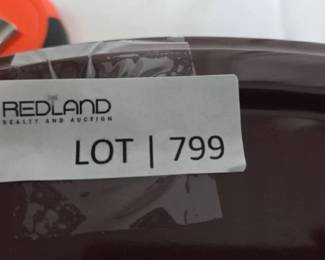 REDLAND
REALTY AND AUCTION
LOT | 799